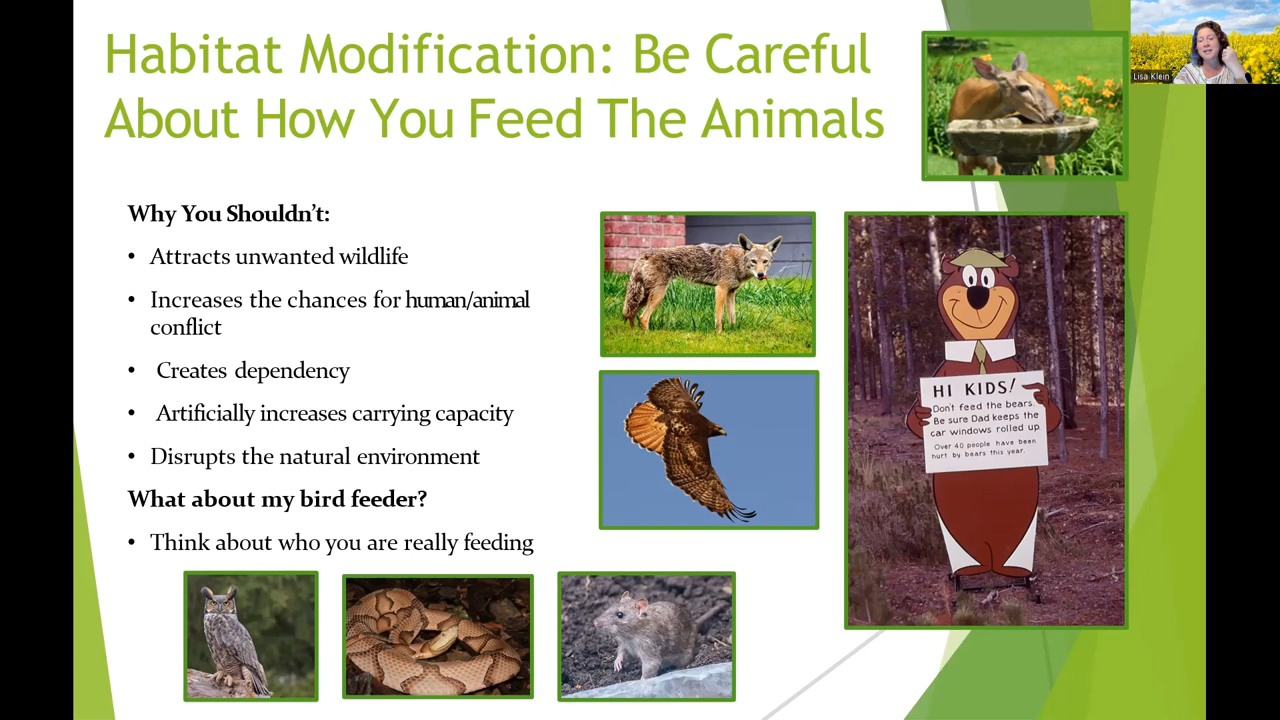 Habitat Modification: Be Careful
About How You Feed The Animals
Lisa Klein
Why You Shouldn't:
• Attracts unwanted wildlife
• Increases the chances for human/animal
conflict
• Creates dependency
• Artificially increases carrying capacity
• Disrupts the natural environment
What about my bird feeder?
• Think about who you are really feeding
HI KIDS!
Don't feed the bears.
Be sure Dad keeps the
car windows rolled up
Over 40 people have been
hurt by bears this year.